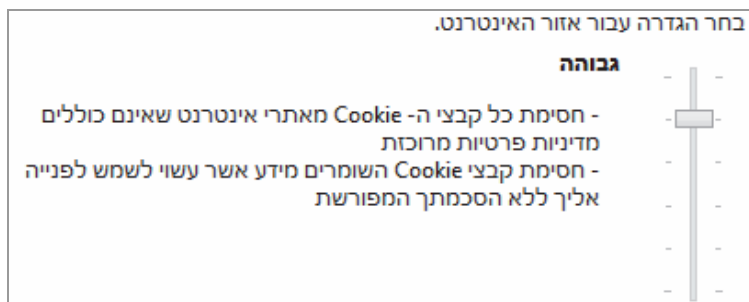 בחר הגדרה עבור אזור האינטרנט.
גבוהה
- חסימת כל קבצי ה- Cookie מאתרי אינטרנט שאינם כוללים
מדיניות פרטיות מרוכזת
- חסימת קבצי Cookie השומרים מידע אשר עשוי לשמש לפנייה
אליך ללא הסכמתך המפורשת